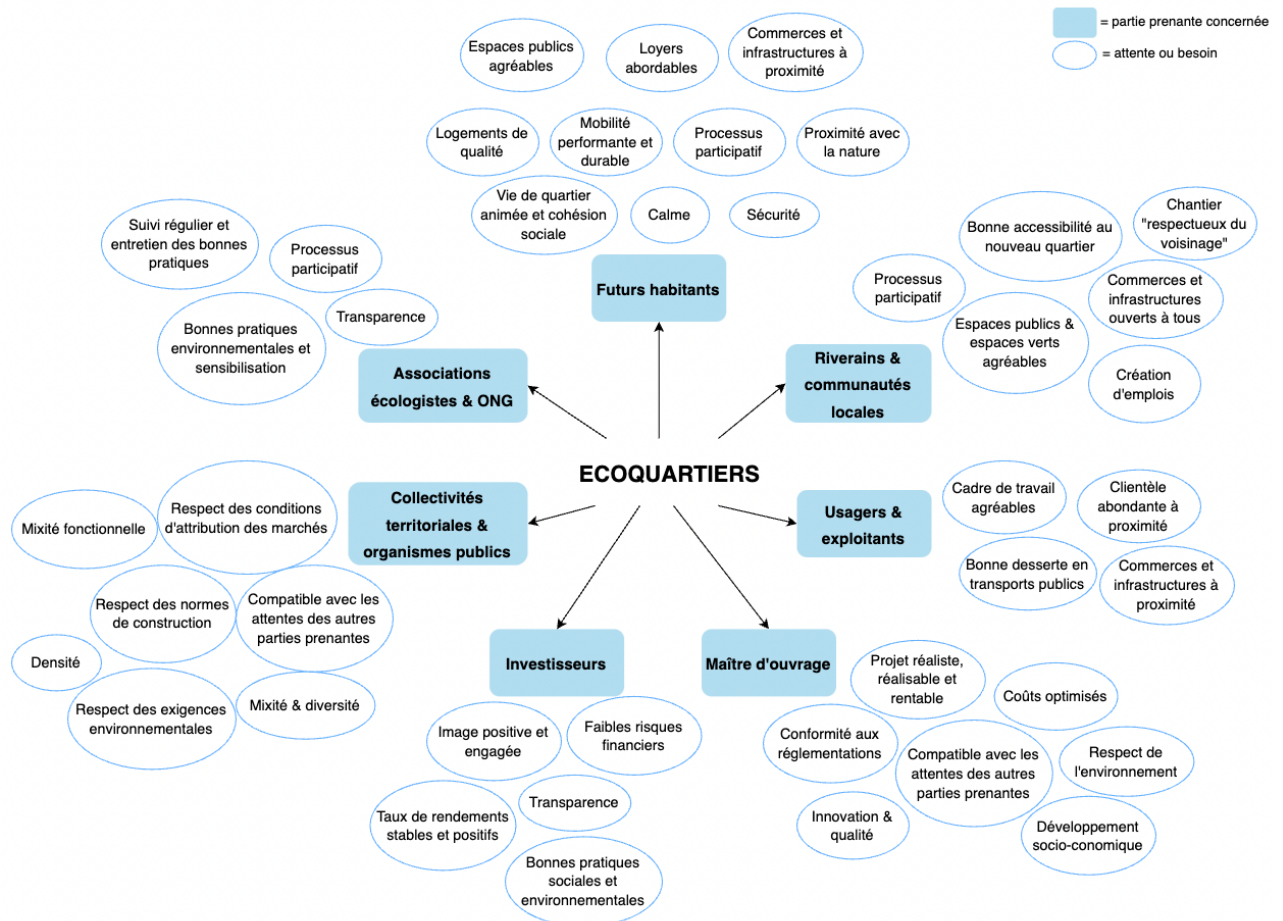 = partie prenante concernée
= attente ou besoin
Espaces publics
agréables
Loyers
abordables
Commerces et
infrastructures à
proximité
Logements de
qualité
Mobilité
performante et
durable
Processus
participatif
Proximité avec
la nature
Vie de quartier
animée et cohésion
sociale
Calme
Sécurité
Futurs habitants
Suivi régulier et
entretien des bonnes
pratiques
Processus
participatif
Transparence
Bonnes pratiques
environnementales et
sensibilisation
Associations
écologistes & ONG
Bonne accessibilité au
nouveau quartier
Chantier
"respectueux du
voisinage"
Processus
participatif
Commerces et
infrastructures
ouverts à tous
Espaces publics &
espaces verts
agréables
Création
d'emplois
Riverains &
communautés
locales
ECOQUARTIERS
Collectivités
territoriales &
organismes publics
Mixité fonctionnelle
Respect des conditions
d'attribution des marchés
Respect des normes
de construction
Compatible avec les
attentes des autres
parties prenantes
Densité
Respect des exigences
environnementales
Mixité & diversité
Usagers &
exploitants
Cadre de travail
agréables
Clientèle
abondante à
proximité
Bonne desserte en
transports publics
Commerces et
infrastructures à
proximité
Investisseurs
Image positive et
engagée
Faibles risques
financiers
Transparence
Taux de rendements
stables et positifs
Bonnes pratiques
sociales et
environnementales
Maître d'ouvrage
Projet réaliste,
réalisable et
rentable
Coûts optimisés
Conformité aux
réglementations
Compatible avec les
attentes des autres
parties prenantes
Respect de
l'environnement
Innovation &
qualité
Développement
socio-conomique